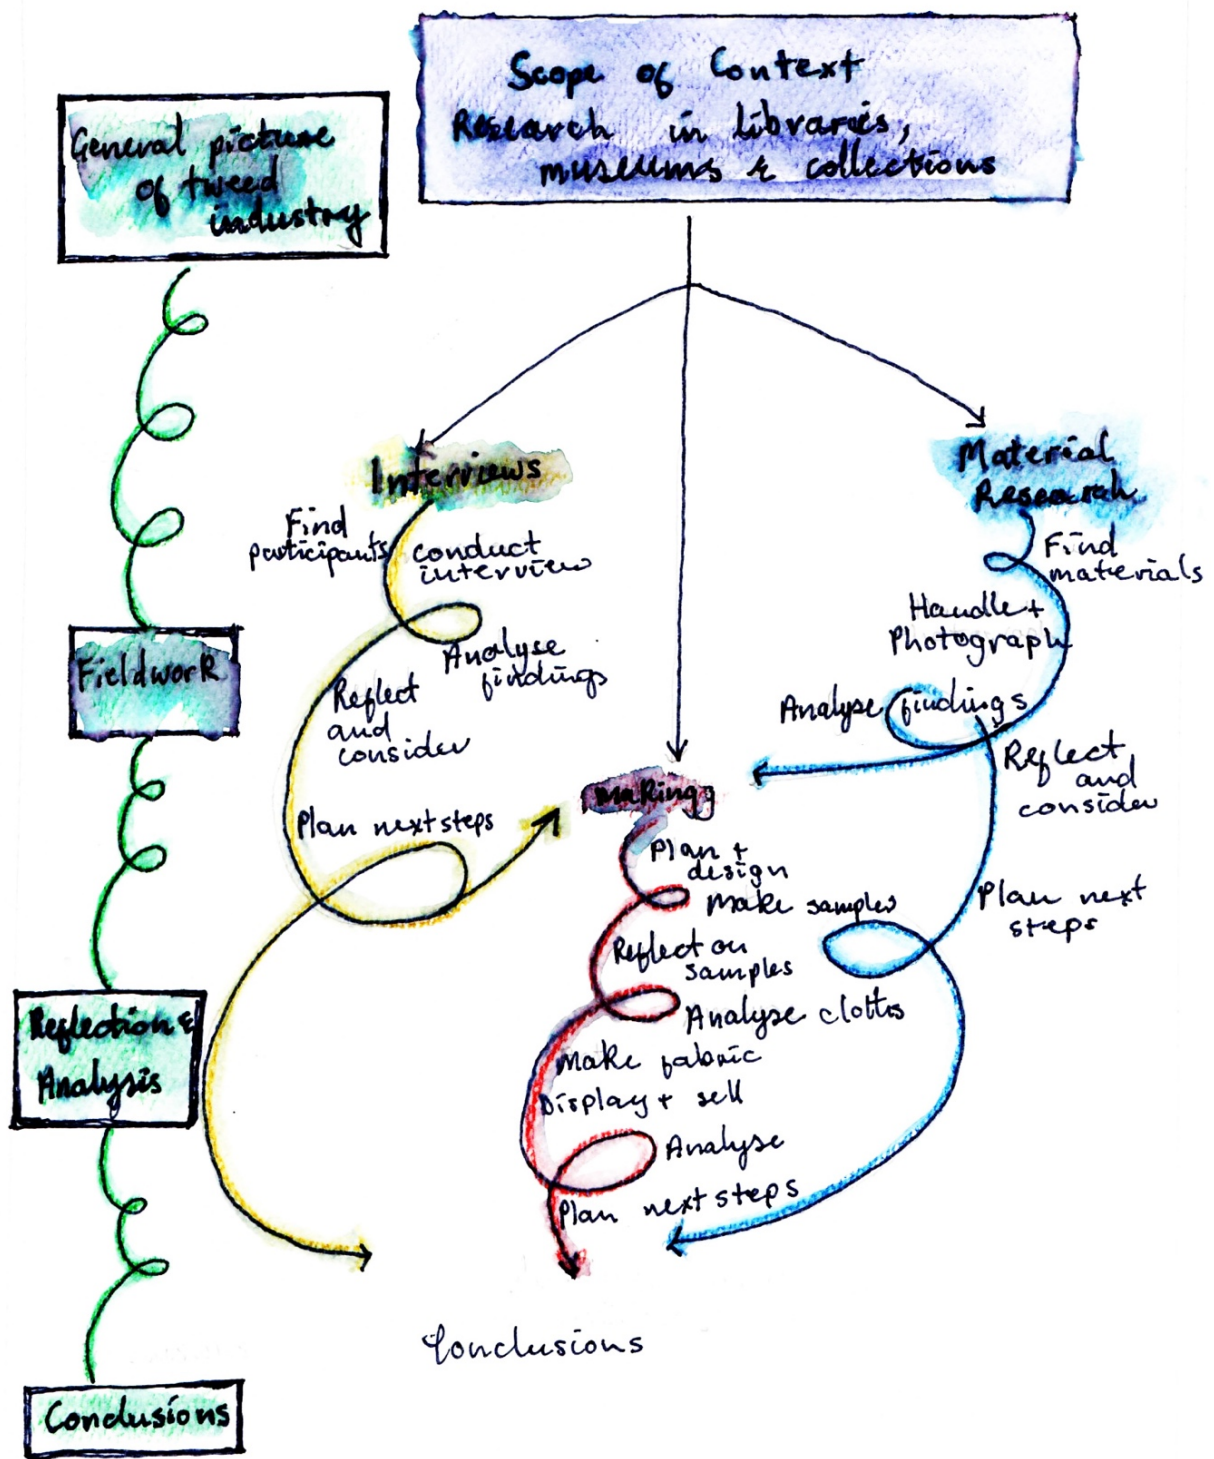 General picture
of tweed
industry
Fieldwork
Reflection &
Analysis
Conclusions
Scope of Context
Research in libraries,
museums & collections
Interviews
Find
participants
conduct
interview
Analyse
findings
Reflect
and
consider
Plan next steps
Material
Research
Find
materials
Handle +
Photograph
Analyse findings
Reflect
and
consider
Plan next
steps
Making
Plan +
design
Make samples
Reflect on
samples
Analyse cloths
Make fabric
Display + sell
Analyse
Plan next steps
Conclusions